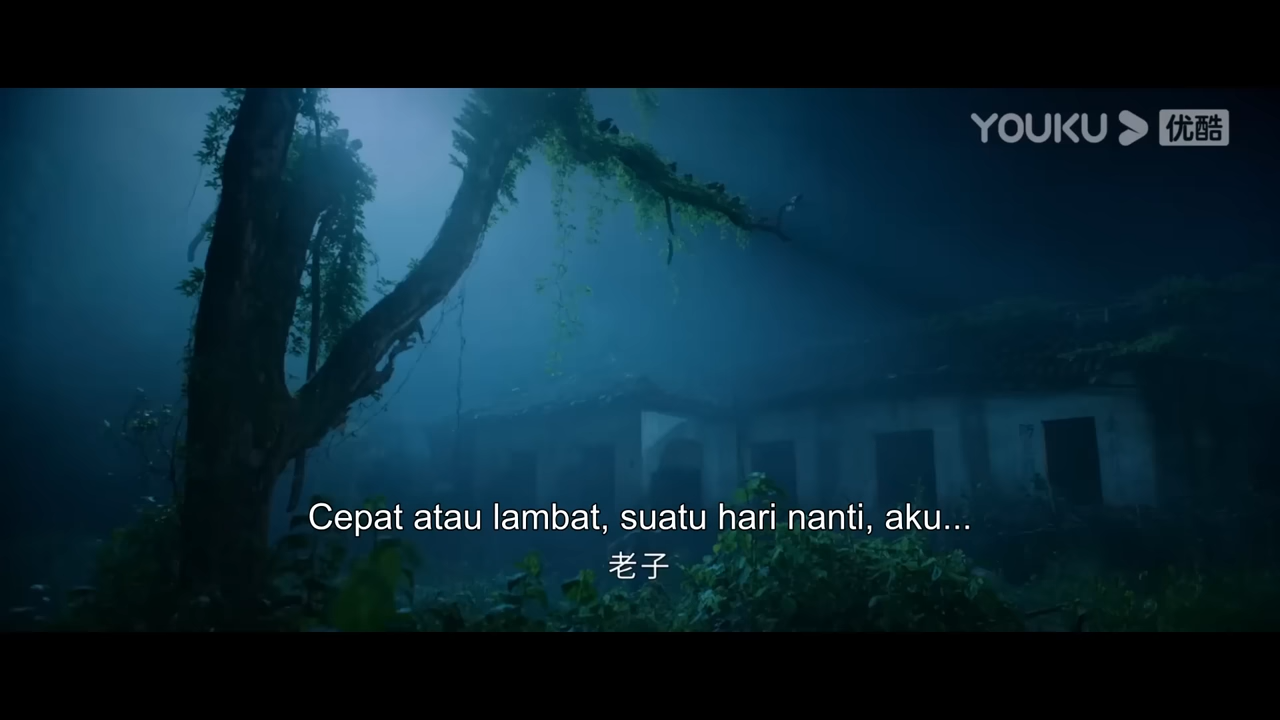 YOUKU 优酷
Cepat atau lambat, suatu hari nanti, aku...
老子